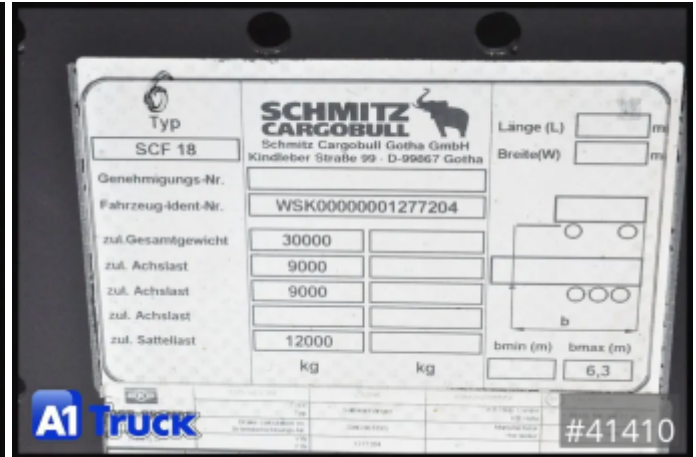 Typ
SCF 18
SCHMITZ
CARGOBULL
Schmitz Cargobull Gotha GmbH
Kindleber Straße 99 · D-99867 Gotha
Länge (L) m
Breite(W) m
Genehmigungs-Nr.
Fahrzeug-Ident-Nr. WSK00000001277204
zul.Gesamtgewicht 30000
zul. Achslast 9000
zul. Achslast 9000
zul. Achslast
zul. Sattellast 12000
kg kg
b
bmin (m) bmax (m)
6,3
A1 Truck
#41410